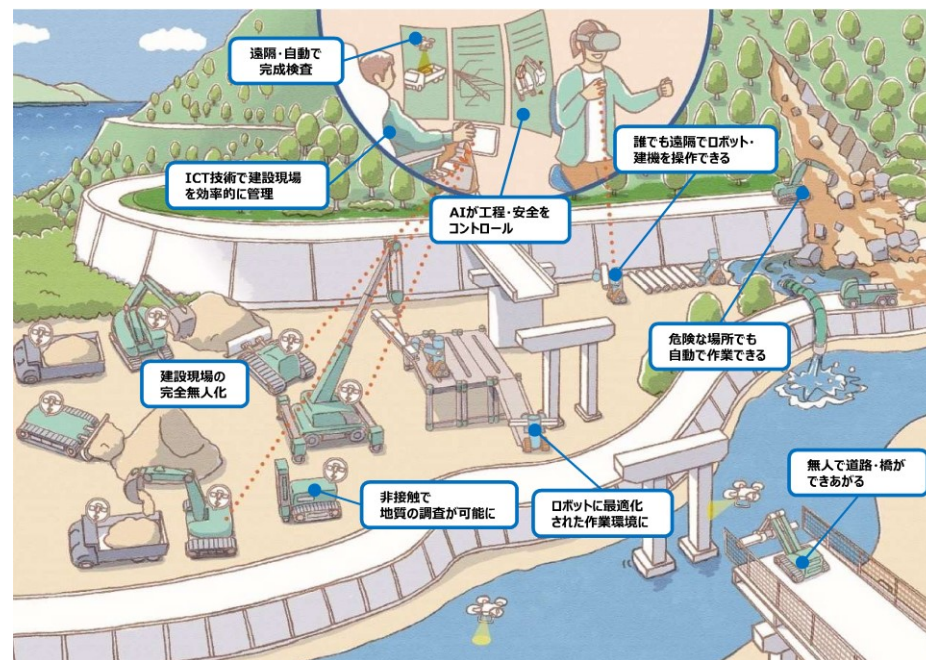 遠隔・自動で
完成検査
ICT技術で建設現場
を効率的に管理
AIが工程・安全を
コントロール
誰でも遠隔でロボット・
建機を操作できる
危険な場所でも
自動で作業できる
建設現場の
完全無人化
非接触で
地質の調査が可能に
ロボットに最適化
された作業環境に
無人で道路・橋が
できあがる